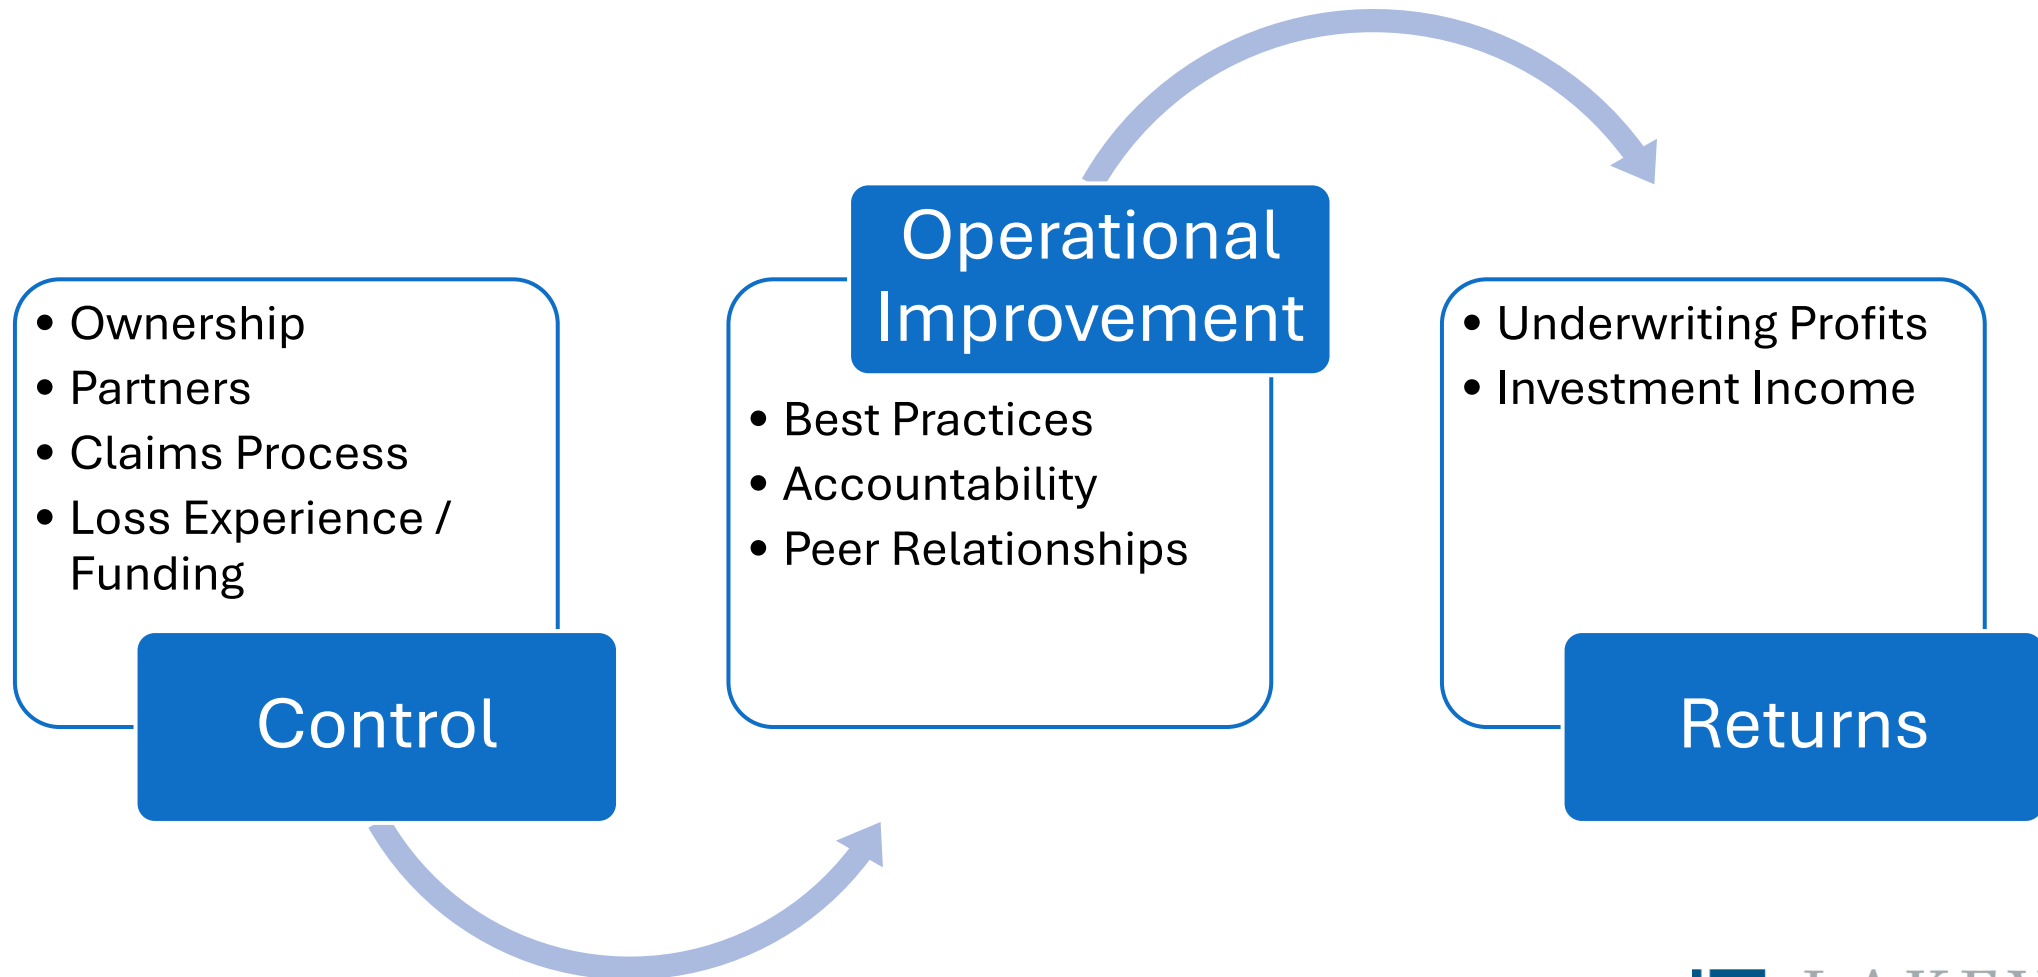 • Ownership
• Partners
• Claims Process
• Loss Experience /
Funding
Control
Operational
Improvement
• Best Practices
• Accountability
• Peer Relationships
• Underwriting Profits
• Investment Income
Returns